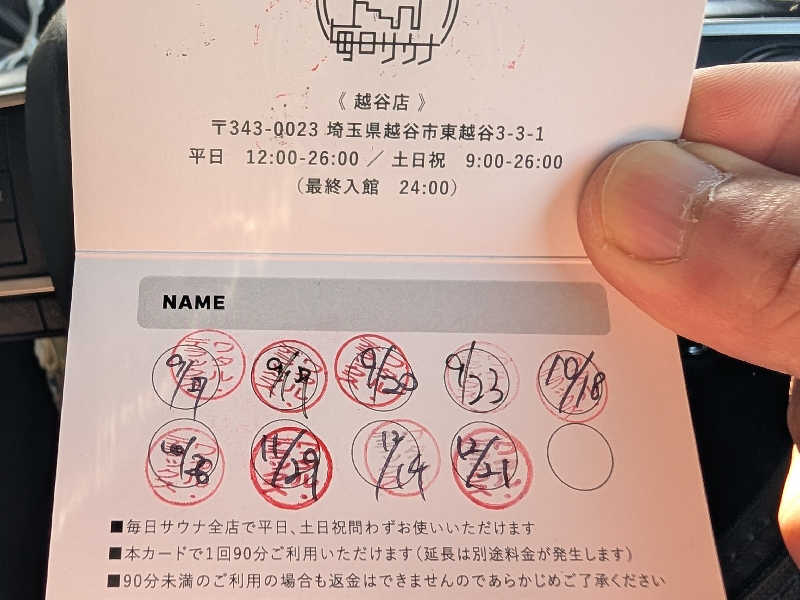 毎日サウナ
《 越谷店 》
〒343-0023 埼玉県越谷市東越谷3-3-1
平日　12:00-26:00 ／ 土日祝　9:00-26:00
（最終入館　24:00）
NAME
9/20 9/23 10/18
11/29 12/14 12/21
■毎日サウナ全店で平日、土日祝問わずお使いいただけます
■本カードで1回90分ご利用いただけます（延長は別途料金が発生します）
■90分未満のご利用の場合も返金はできませんのであらかじめご了承ください